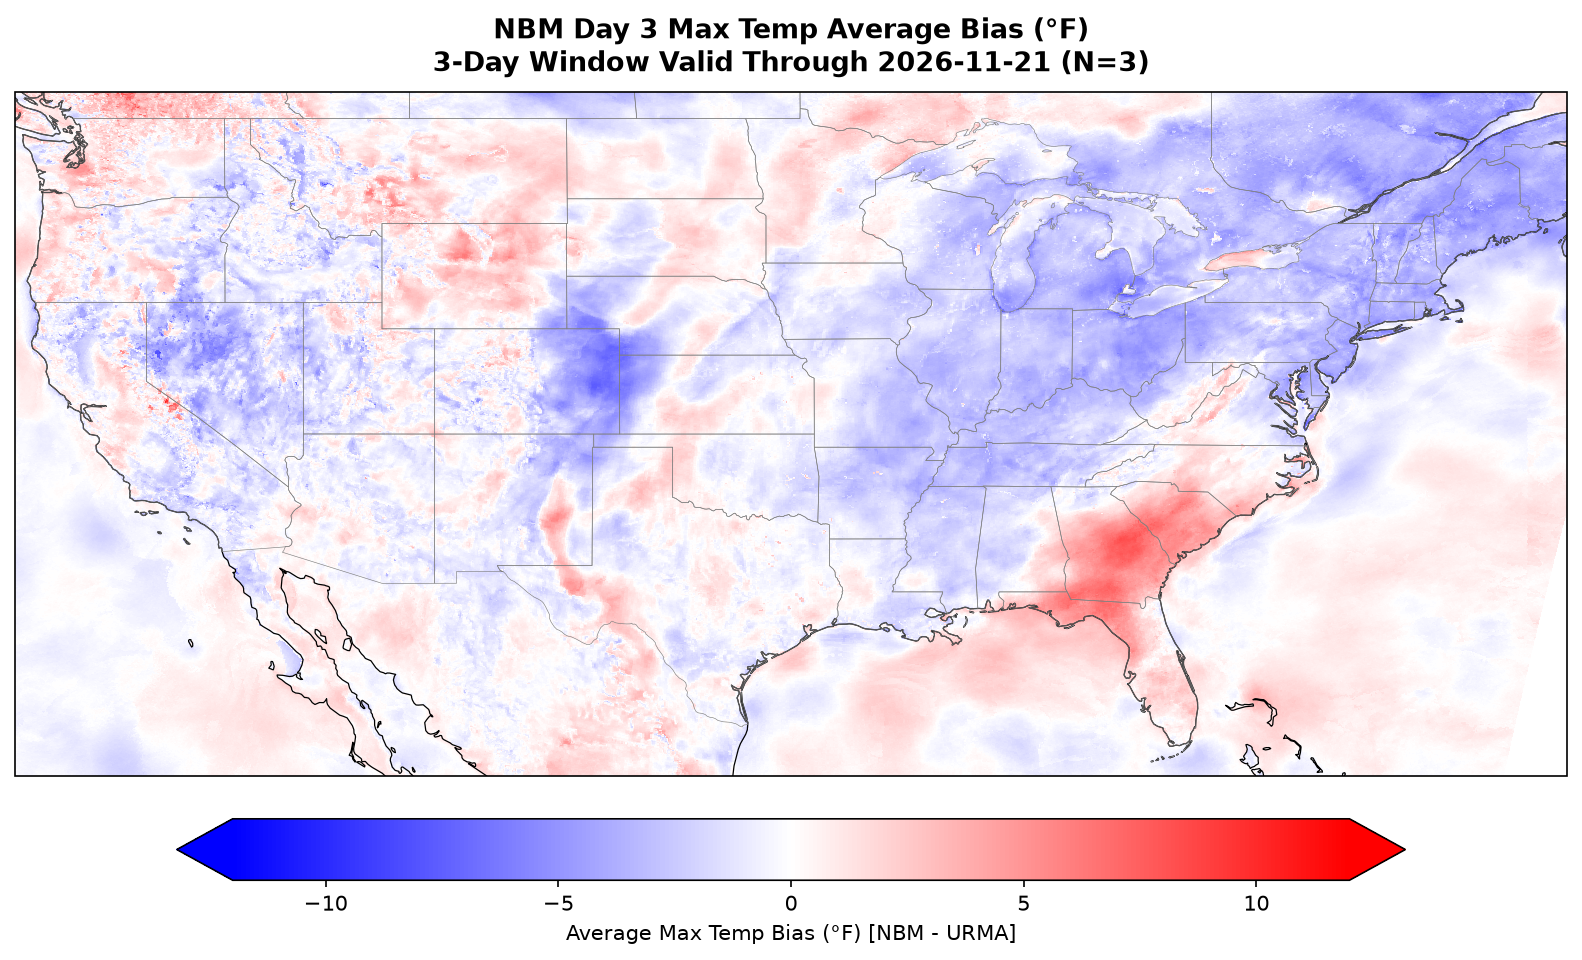 NBM Day 3 Max Temp Average Bias (°F)
3-Day Window Valid Through 2026-11-21 (N=3)
−10 −5 0 5 10
Average Max Temp Bias (°F) [NBM - URMA]